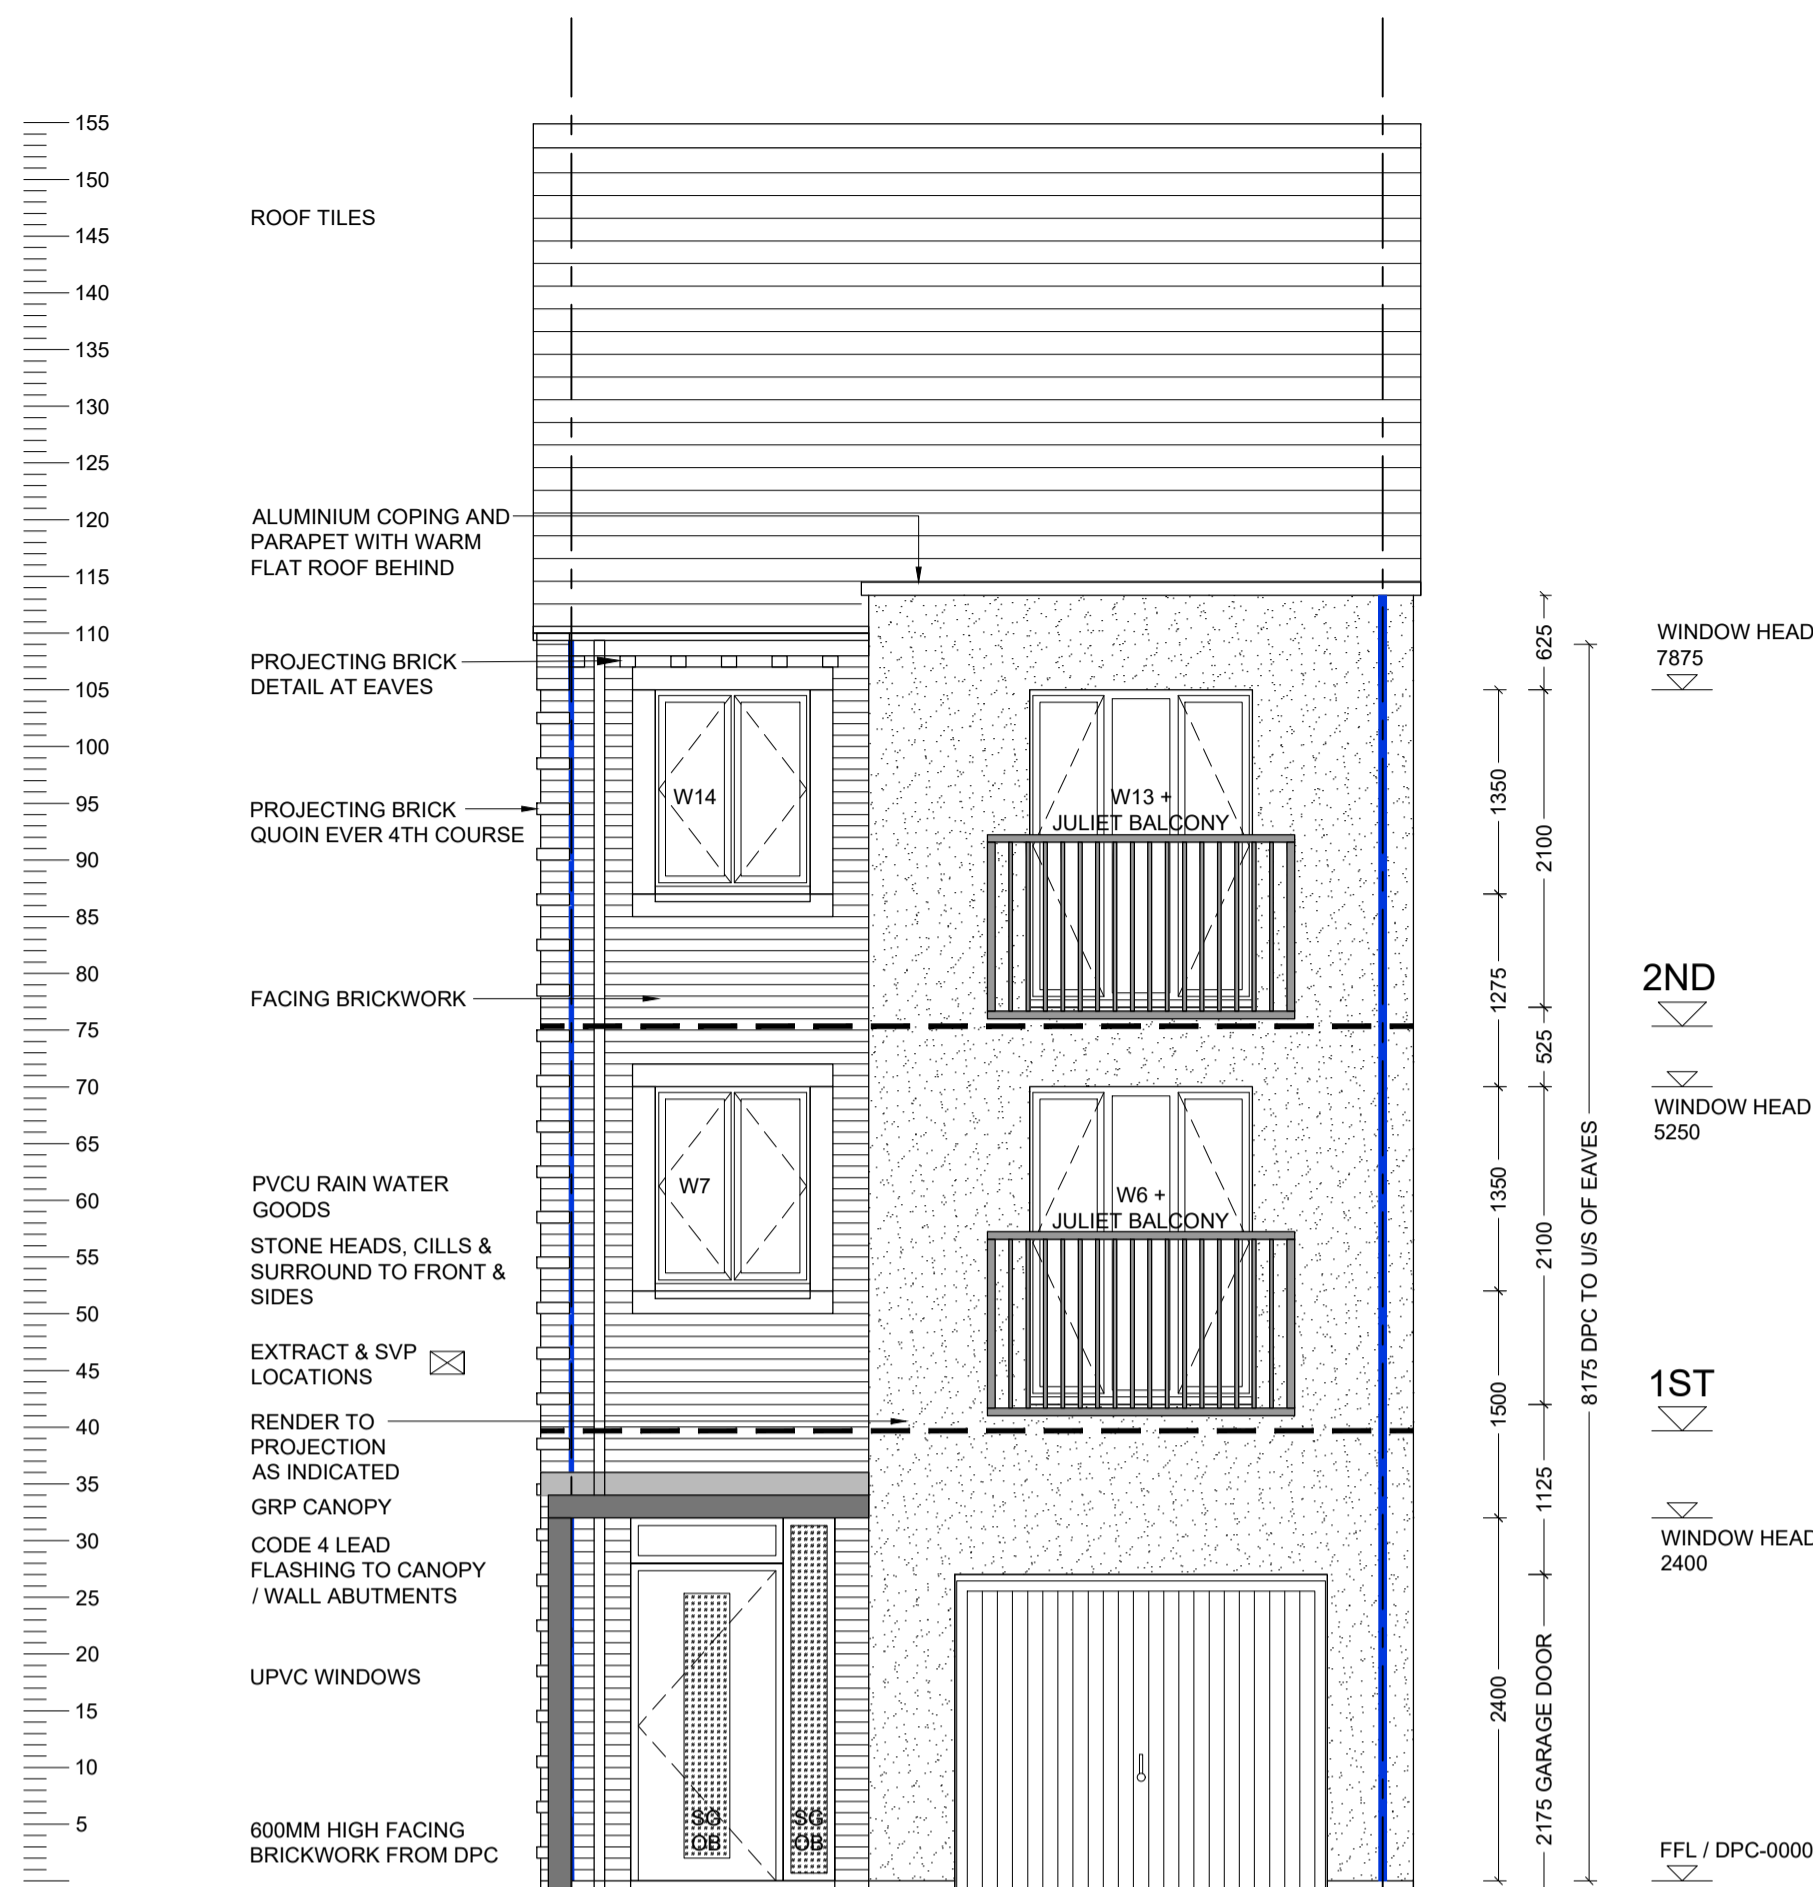 155
150
145
140
135
130
125
120
115
110
105
100
95
90
85
80
75
70
65
60
55
50
45
40
35
30
25
20
15
10
5
ROOF TILES
ALUMINIUM COPING AND
PARAPET WITH WARM
FLAT ROOF BEHIND
PROJECTING BRICK
DETAIL AT EAVES
PROJECTING BRICK
QUOIN EVER 4TH COURSE
FACING BRICKWORK
PVCU RAIN WATER
GOODS
STONE HEADS, CILLS &
SURROUND TO FRONT &
SIDES
EXTRACT & SVP
LOCATIONS
RENDER TO
PROJECTION
AS INDICATED
GRP CANOPY
CODE 4 LEAD
FLASHING TO CANOPY
/ WALL ABUTMENTS
UPVC WINDOWS
600MM HIGH FACING
BRICKWORK FROM DPC
W14
W13 +
JULIET BALCONY
W7
W6 +
JULIET BALCONY
SG
OB
SG
OB
1350
1275
1350
1500
2400
625
2100
525
2100
1125
2175 GARAGE DOOR
8175 DPC TO U/S OF EAVES
WINDOW HEAD
7875
2ND
WINDOW HEAD
5250
1ST
WINDOW HEAD
2400
FFL / DPC-0000